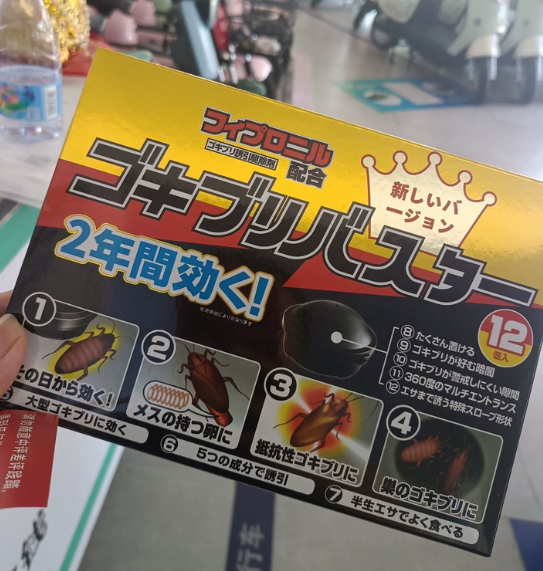 フィプロニル
ゴキブリ誘引駆除剤
配合
ゴキブリバスター
新しいバ
ージョン
2年間効く!
12
個入
① その日から効く!
② メスの持つ卵に
③ 抵抗性ゴキブリに
④ 巣のゴキブリに
大型ゴキブリに効く
⑥ 5つの成分で誘引
⑦ 半生エサでよく食べる
⑧ たくさん置ける
⑨ ゴキブリが好む暗闇
⑩ ゴキブリが警戒しにくい隙間
⑪ 360度のマルチエントランス
⑫ エサまで誘う特殊スロープ形状
行车